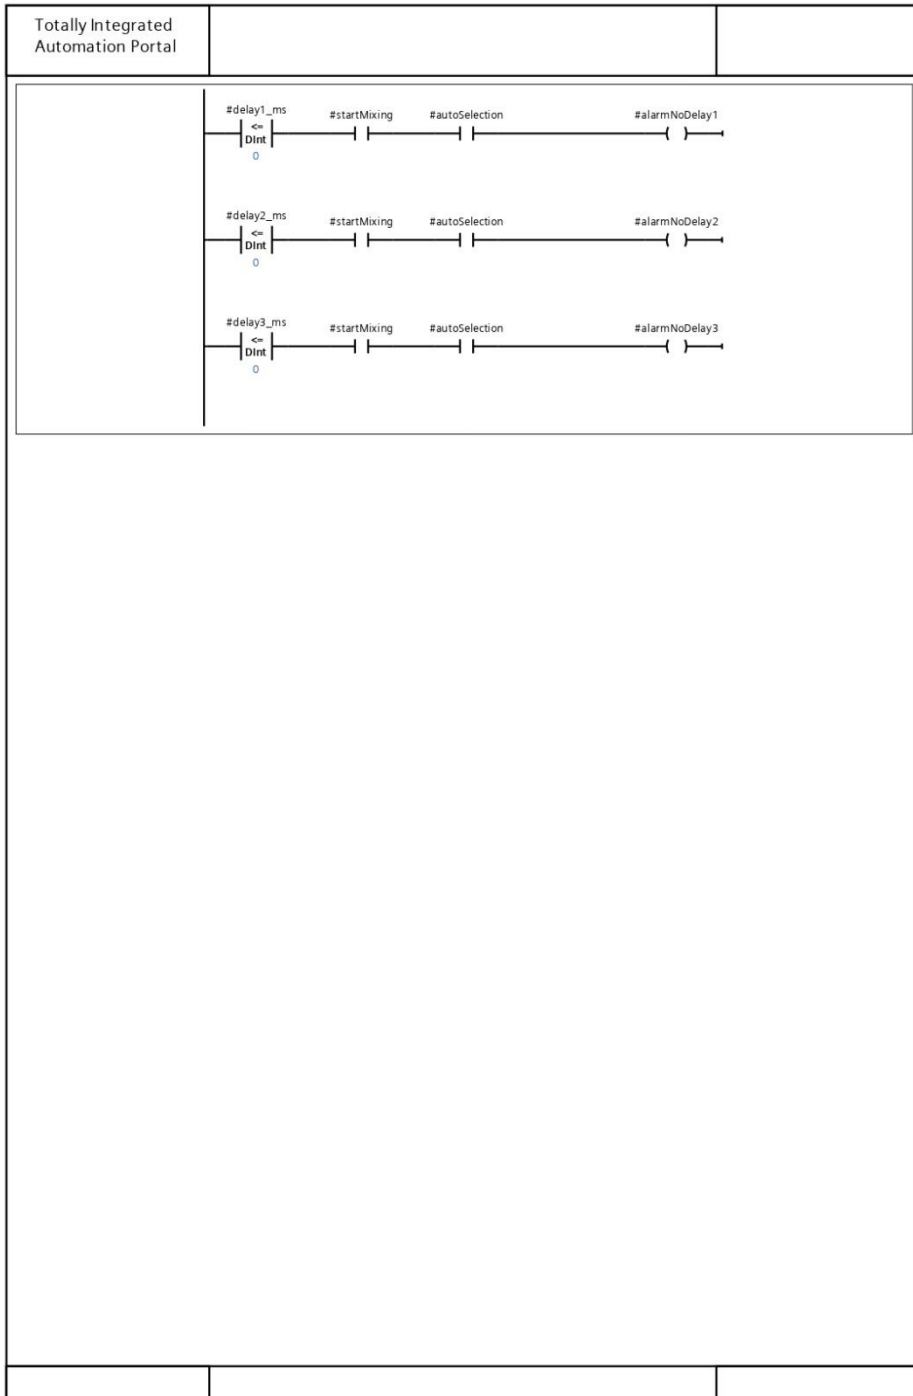 Totally Integrated
Automation Portal
#delay1_ms #startMixing #autoSelection #alarmNoDelay1
<=
DInt
0
#delay2_ms #startMixing #autoSelection #alarmNoDelay2
<=
DInt
0
#delay3_ms #startMixing #autoSelection #alarmNoDelay3
<=
DInt
0